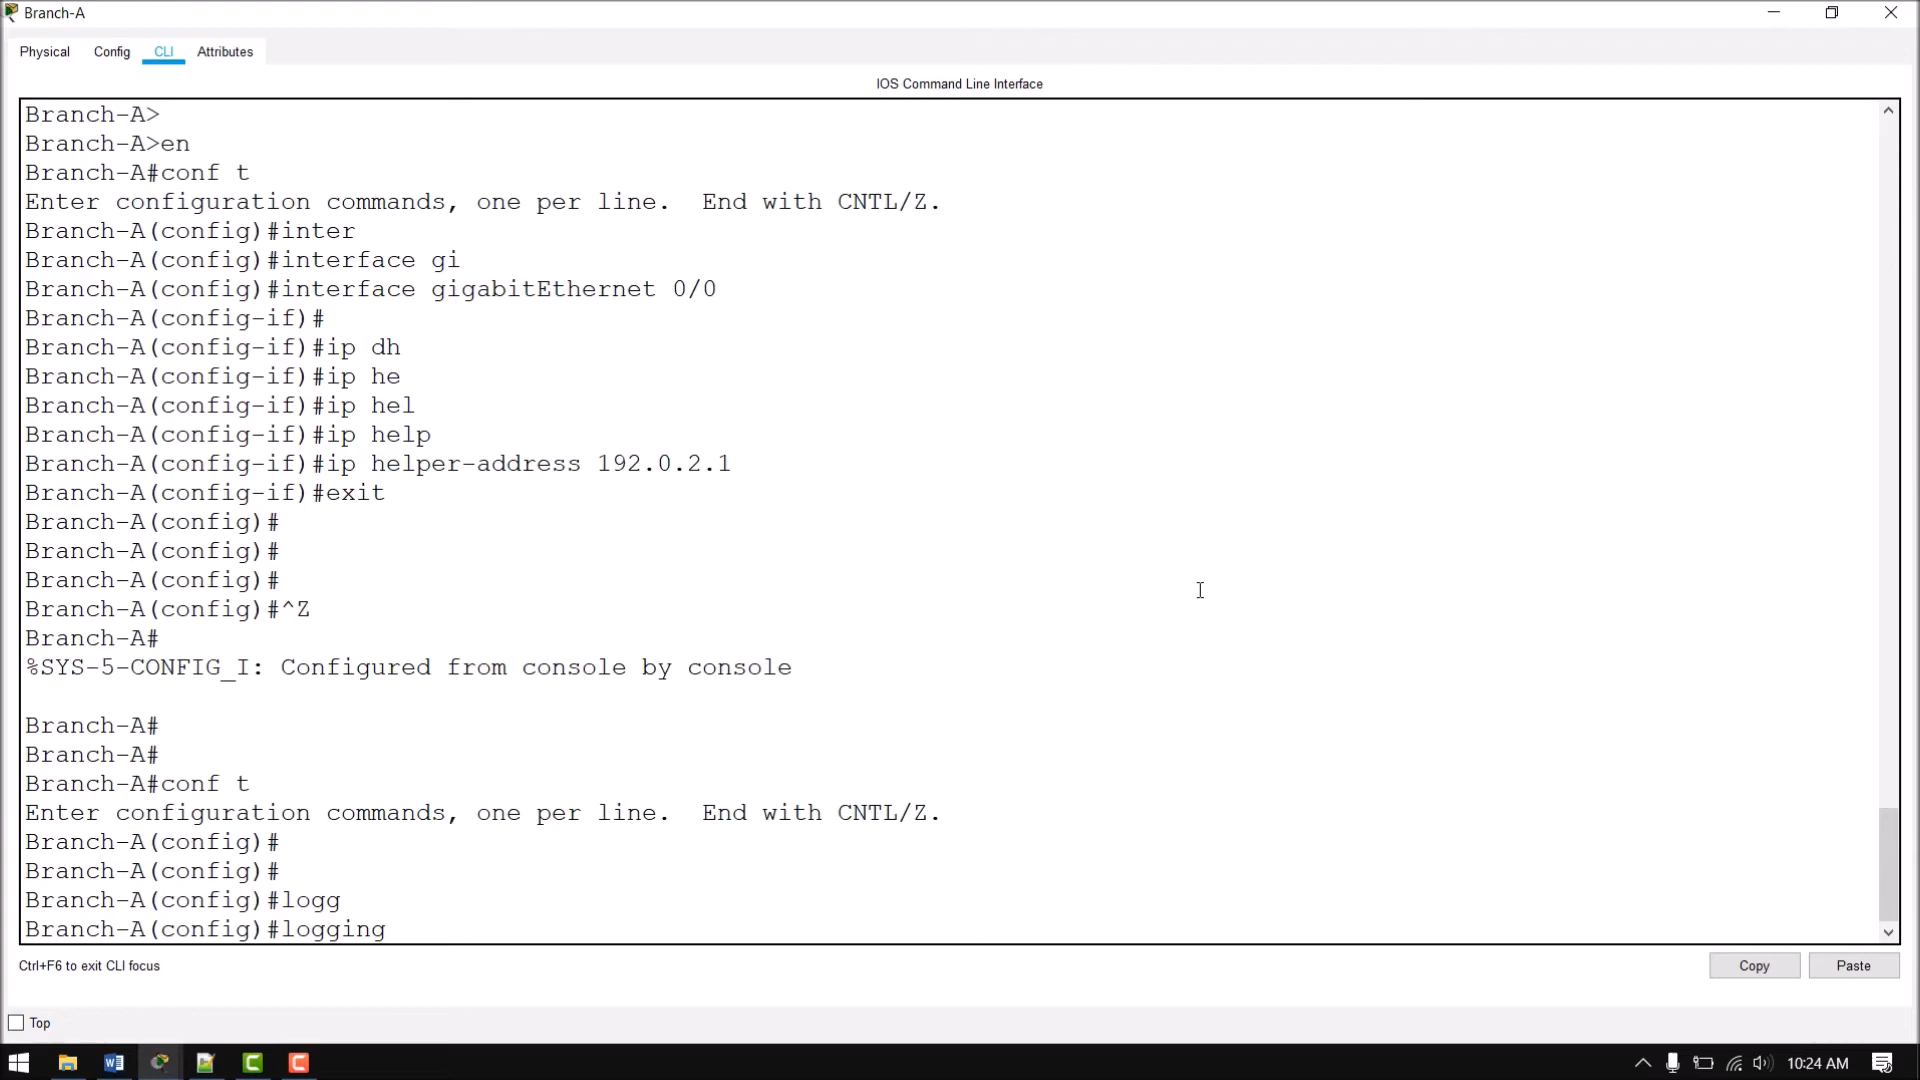 Branch-A
Physical Config CLI Attributes
IOS Command Line Interface
Branch-A>
Branch-A>en
Branch-A#conf t
Enter configuration commands, one per line.  End with CNTL/Z.
Branch-A(config)#inter
Branch-A(config)#interface gi
Branch-A(config)#interface gigabitEthernet 0/0
Branch-A(config-if)#
Branch-A(config-if)#ip dh
Branch-A(config-if)#ip he
Branch-A(config-if)#ip hel
Branch-A(config-if)#ip help
Branch-A(config-if)#ip helper-address 192.0.2.1
Branch-A(config-if)#exit
Branch-A(config)#
Branch-A(config)#
Branch-A(config)#
Branch-A(config)#^Z
Branch-A#
%SYS-5-CONFIG_I: Configured from console by console
Branch-A#
Branch-A#
Branch-A#conf t
Enter configuration commands, one per line.  End with CNTL/Z.
Branch-A(config)#
Branch-A(config)#
Branch-A(config)#logg
Branch-A(config)#logging
Ctrl+F6 to exit CLI focus
Copy Paste
Top
10:24 AM